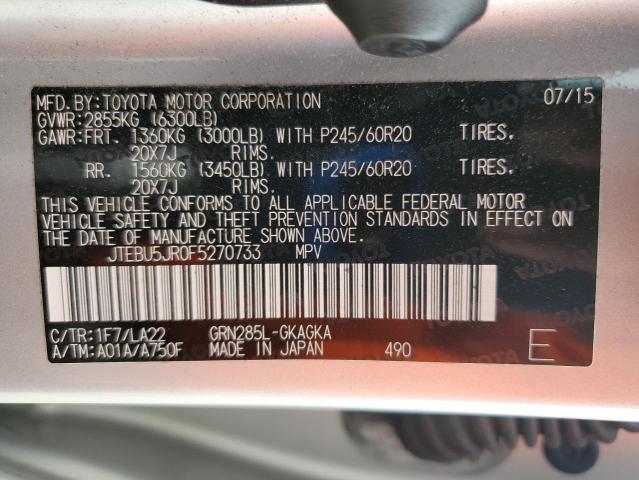 MFD.BY:TOYOTA MOTOR CORPORATION 07/15
GVWR:2855KG (6300LB)
GAWR:FRT. 1360KG (3000LB) WITH P245/60R20 TIRES.
20X7J RIMS.
RR. 1560KG (3450LB) WITH P245/60R20 TIRES.
20X7J RIMS.
THIS VEHICLE CONFORMS TO ALL APPLICABLE FEDERAL MOTOR
VEHICLE SAFETY AND THEFT PREVENTION STANDARDS IN EFFECT ON
THE DATE OF MANUFACTURE SHOWN ABOVE.
JTEBU5JR0F5270733 MPV
C/TR:1F7/LA22 GRN285L-GKAGKA
A/TM:A01A/A750F MADE IN JAPAN 490 E